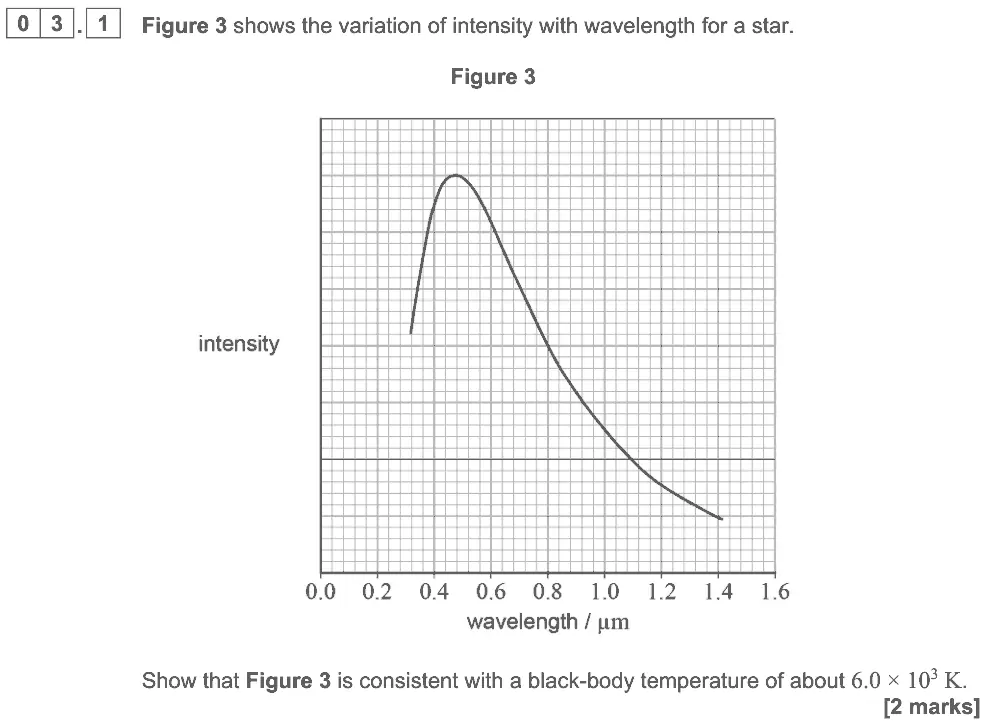 0 3 . 1 Figure 3 shows the variation of intensity with wavelength for a star.
Figure 3
intensity
0.0 0.2 0.4 0.6 0.8 1.0 1.2 1.4 1.6
wavelength / μm
Show that Figure 3 is consistent with a black-body temperature of about 6.0 × 10³ K.
[2 marks]